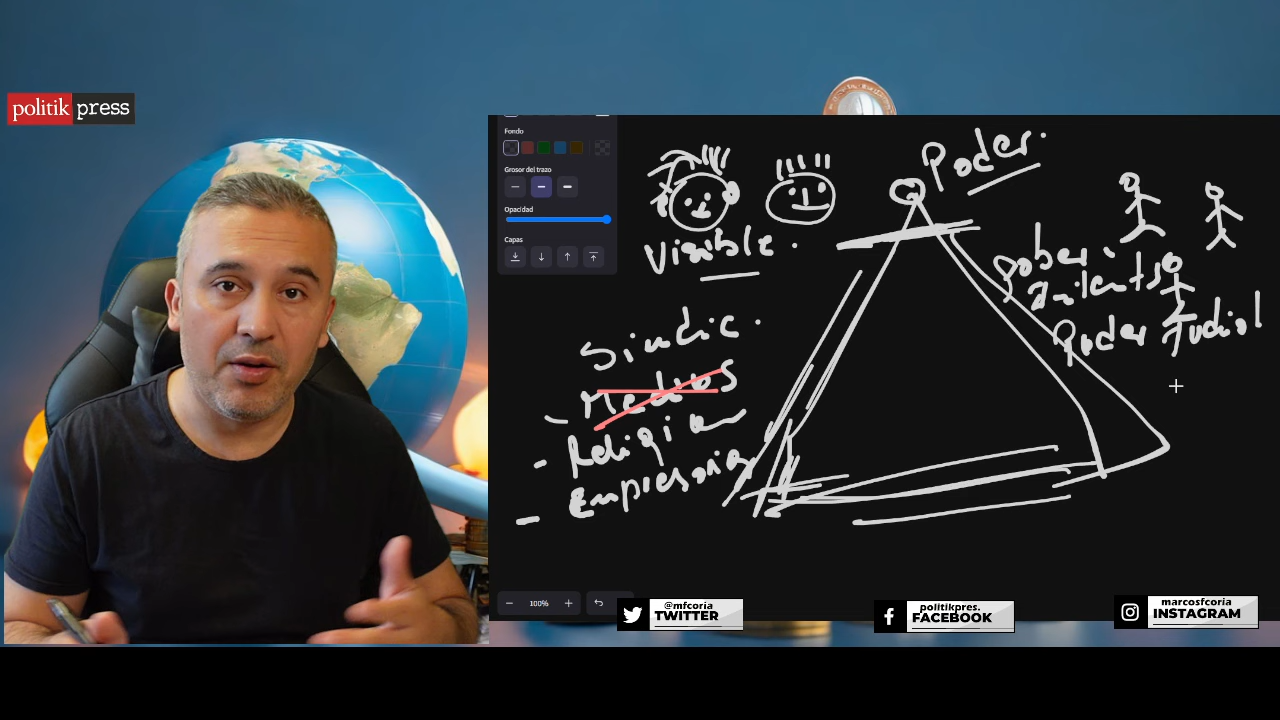 politik press
Fondo
Grosor del trazo
Opacidad
Capas
Visible.
Poder.
Sindic.
- Medios
- Religion
- Empresaria
Gober.
Poder Judicial
− 100% +
@mfcoria
TWITTER
politikpres.
FACEBOOK
marcosfcoria
INSTAGRAM